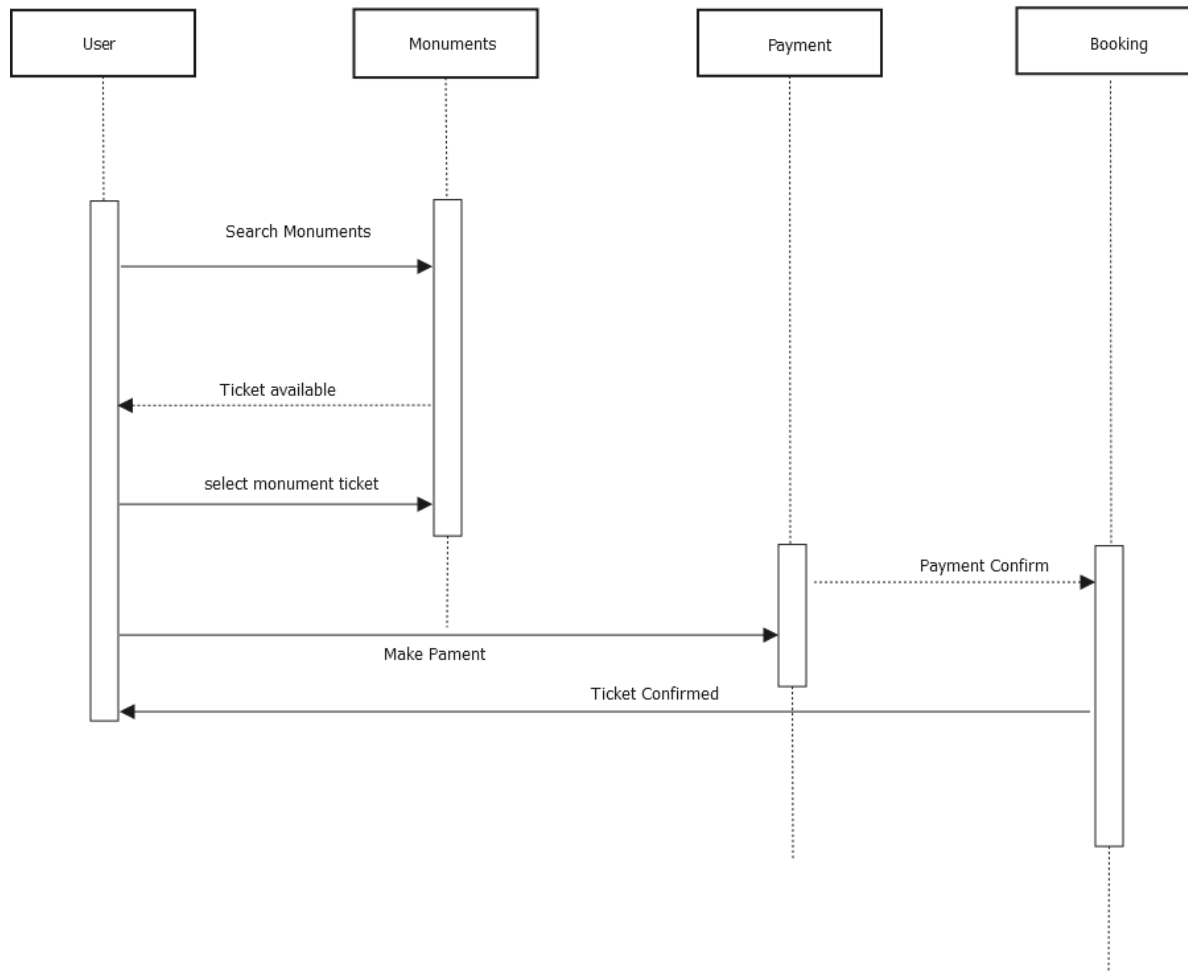 User
Monuments
Payment
Booking
Search Monuments
Ticket available
select monument ticket
Payment Confirm
Make Pament
Ticket Confirmed